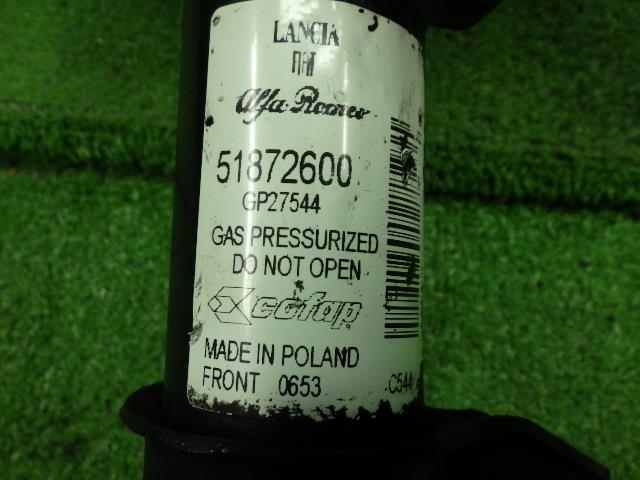 LANCIA
FIAT
Alfa Romeo
51872600
GP27544
GAS PRESSURIZED
DO NOT OPEN
cofap
MADE IN POLAND
FRONT 0653 C544